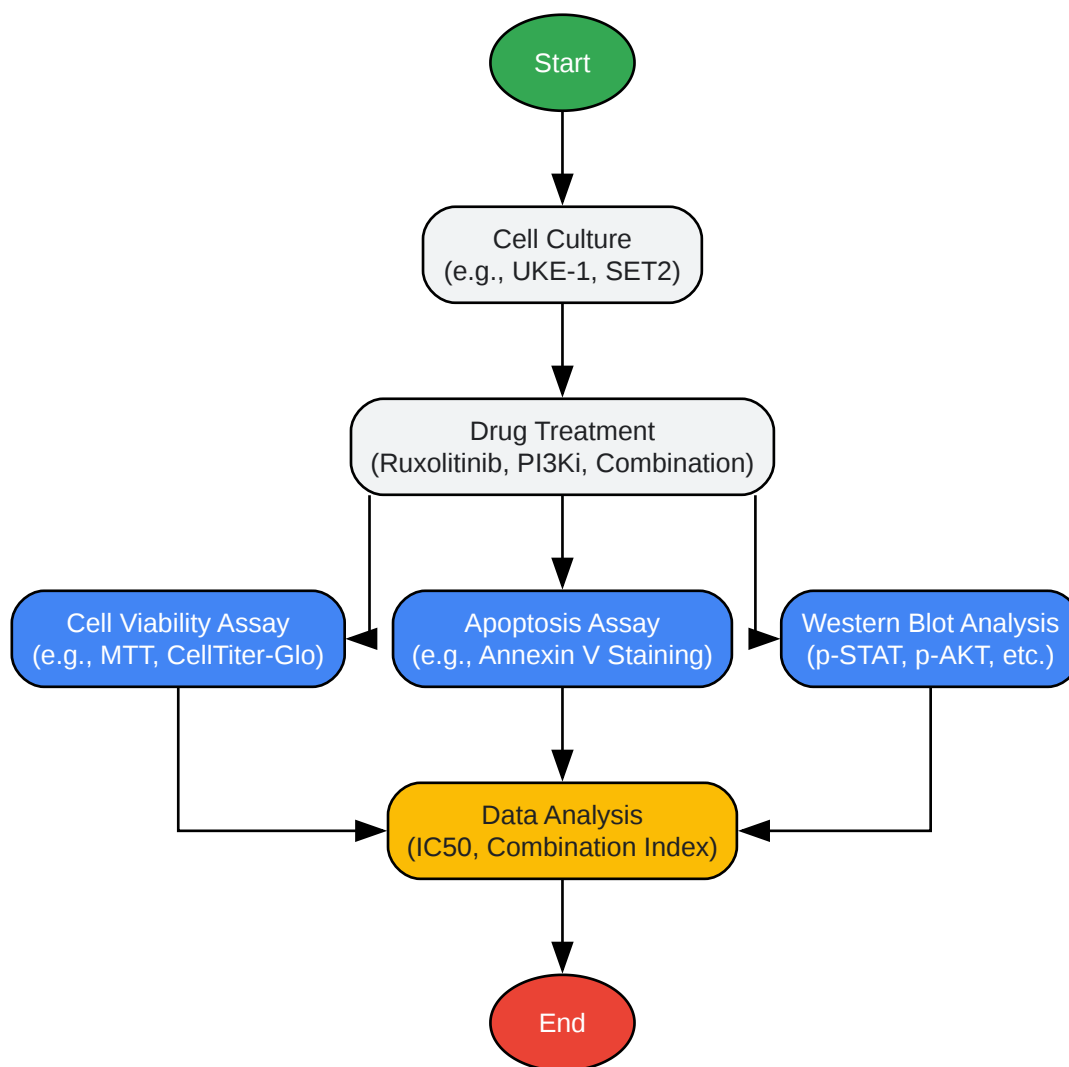 Start
Cell Culture
(e.g., UKE-1, SET2)
Drug Treatment
(Ruxolitinib, PI3Ki, Combination)
Cell Viability Assay
(e.g., MTT, CellTiter-Glo)
Apoptosis Assay
(e.g., Annexin V Staining)
Western Blot Analysis
(p-STAT, p-AKT, etc.)
Data Analysis
(IC50, Combination Index)
End